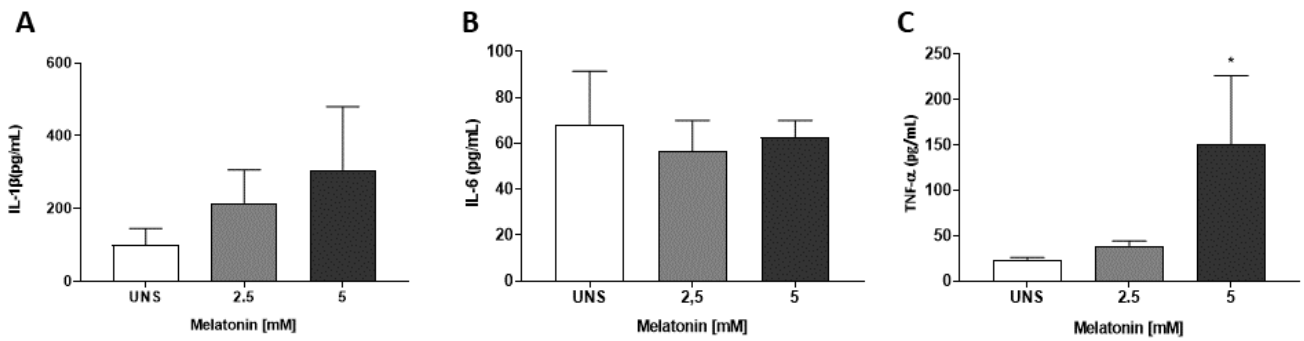 A
IL-1β(pg/mL)
600
400
200
0
UNS 2.5 5
Melatonin [mM]
B
IL-6 (pg/mL)
100
80
60
40
20
0
UNS 2,5 5
Melatonin [mM]
C
TNF-α (pg/mL)
250
200
150
100
50
0
*
UNS 2.5 5
Melatonin [mM]